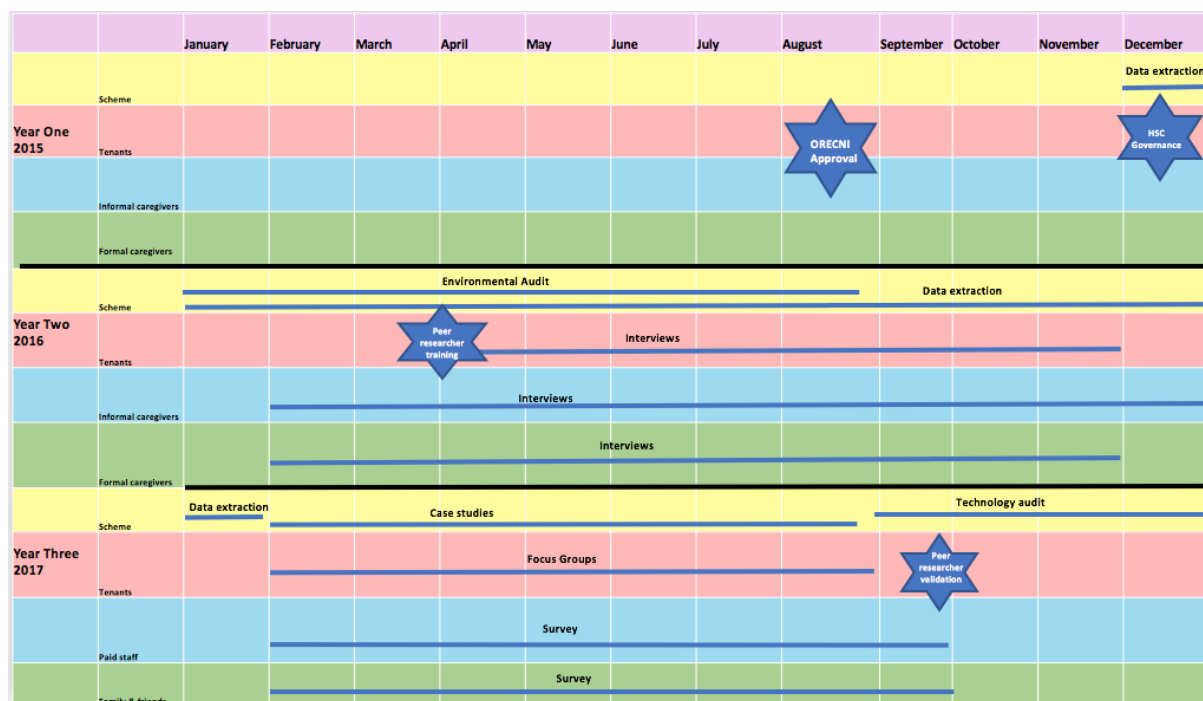 January February March April May June July August September October November December
Data extraction
Scheme
Year One
2015
Tenants
ORECNI
Approval
HSC
Governance
Informal caregivers
Formal caregivers
Environmental Audit
Data extraction
Scheme
Year Two
2016
Peer
researcher
training
Interviews
Tenants
Interviews
Informal caregivers
Interviews
Formal caregivers
Data extraction
Case studies
Technology audit
Scheme
Year Three
2017
Focus Groups
Peer
researcher
validation
Tenants
Survey
Paid staff
Survey
Family & friends